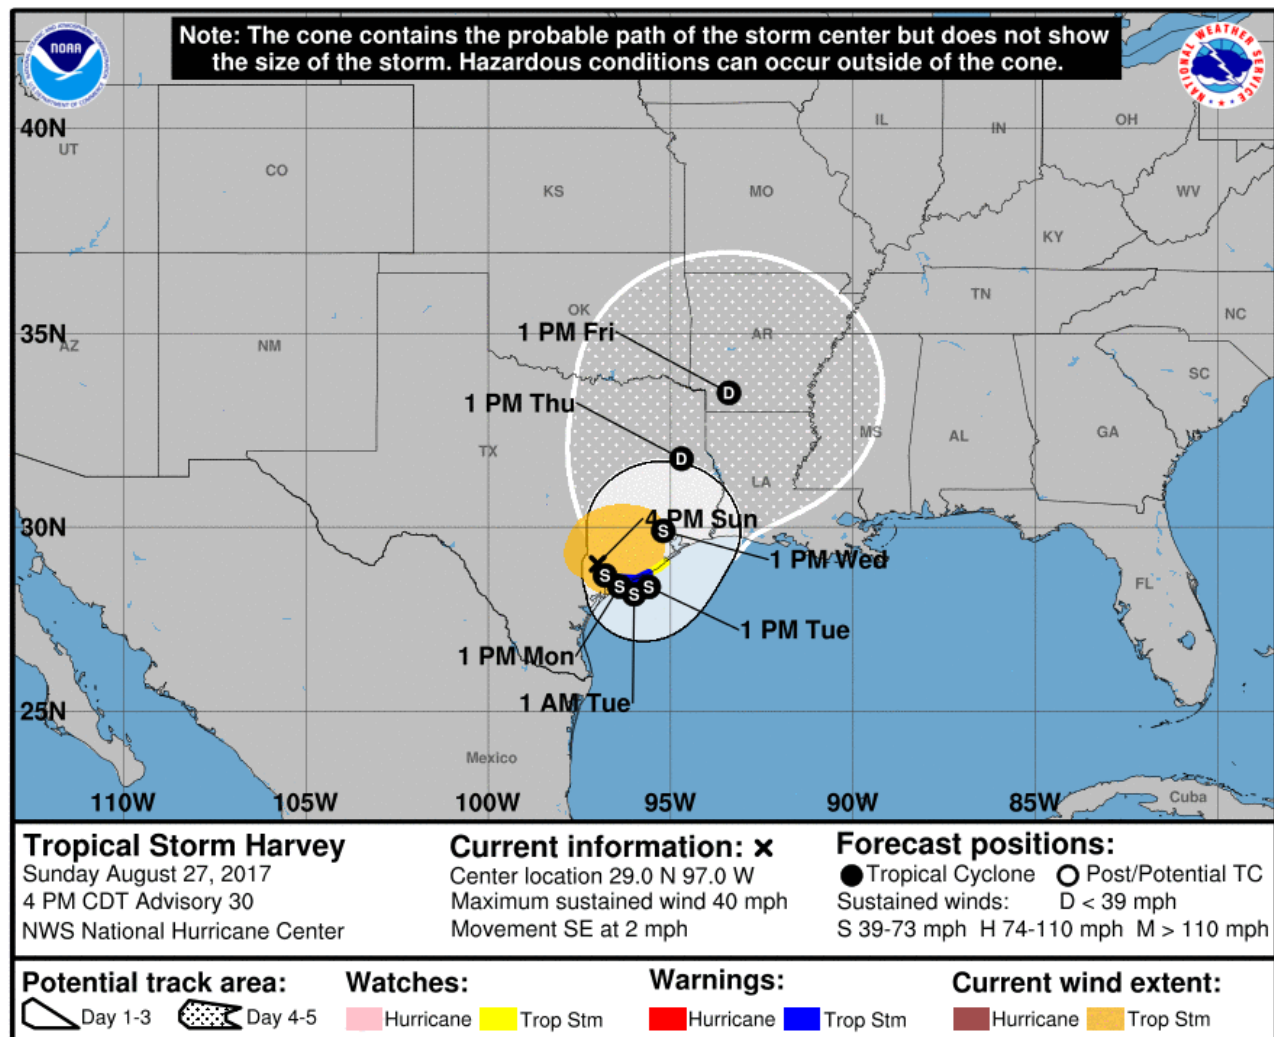 Note: The cone contains the probable path of the storm center but does not show
the size of the storm. Hazardous conditions can occur outside of the cone.
NOAA
NATIONAL WEATHER SERVICE
40N
UT
CO
KS
MO
IL
IN
OH
WV
KY
35N
AZ
NM
OK
AR
TN
NC
SC
1 PM Fri
D
1 PM Thu
D
TX
LA
MS
AL
GA
30N
4 PM Sun
S
1 PM Wed
S
S
S
S
1 PM Tue
FL
1 PM Mon
1 AM Tue
25N
Mexico
Cuba
110W
105W
100W
95W
90W
85W
Tropical Storm Harvey
Sunday August 27, 2017
4 PM CDT Advisory 30
NWS National Hurricane Center
Current information: x
Center location 29.0 N 97.0 W
Maximum sustained wind 40 mph
Movement SE at 2 mph
Forecast positions:
Tropical Cyclone Post/Potential TC
Sustained winds: D < 39 mph
S 39-73 mph H 74-110 mph M > 110 mph
Potential track area:
Day 1-3 Day 4-5
Watches:
Hurricane Trop Stm
Warnings:
Hurricane Trop Stm
Current wind extent:
Hurricane Trop Stm